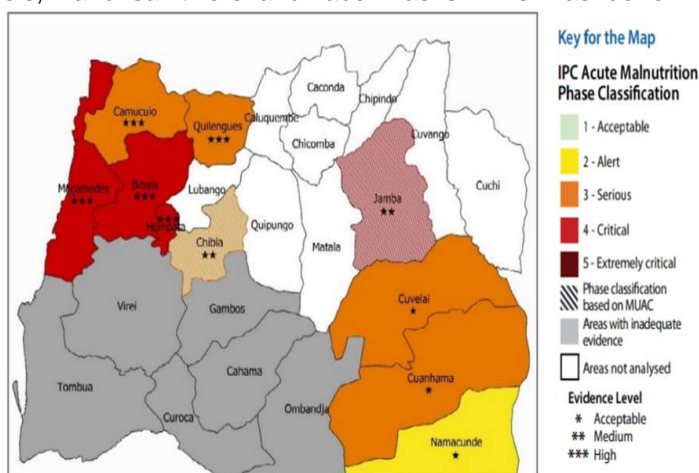 Key for the Map
IPC Acute Malnutrition
Phase Classification
1 - Acceptable
2 - Alert
3 - Serious
4 - Critical
5 - Extremely critical
Phase classification
based on MUAC
Areas with inadequate
evidence
Areas not analysed
Evidence Level
* Acceptable
** Medium
*** High
Caconda
Chipindo
Camucuio
***
Quilengues
***
Caluquembe
Chicomba
Cuvango
Moçamedes
***
Bibala
***
Lubango
Jamba
**
Cuchi
***
Humpata
Quipungo
Chibia
**
Matala
Virei
Gambos
Cuvelai
*
Cahama
Cuanhama
*
Tombua
Curoca
Ombandja
Namacunde
*